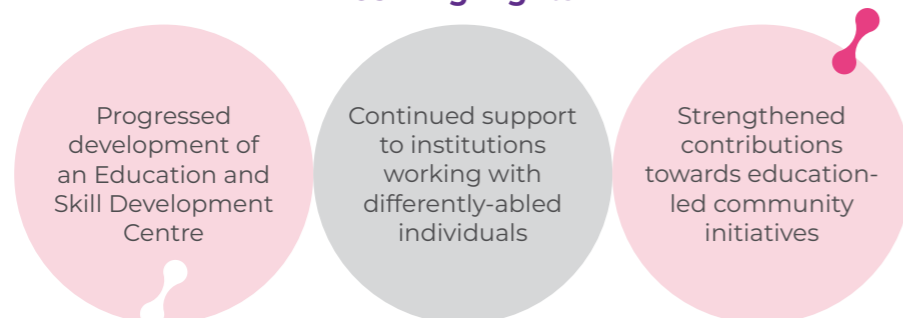 Progressed
development of
an Education and
Skill Development
Centre
Continued support
to institutions
working with
differently-abled
individuals
Strengthened
contributions
towards education-
led community
initiatives